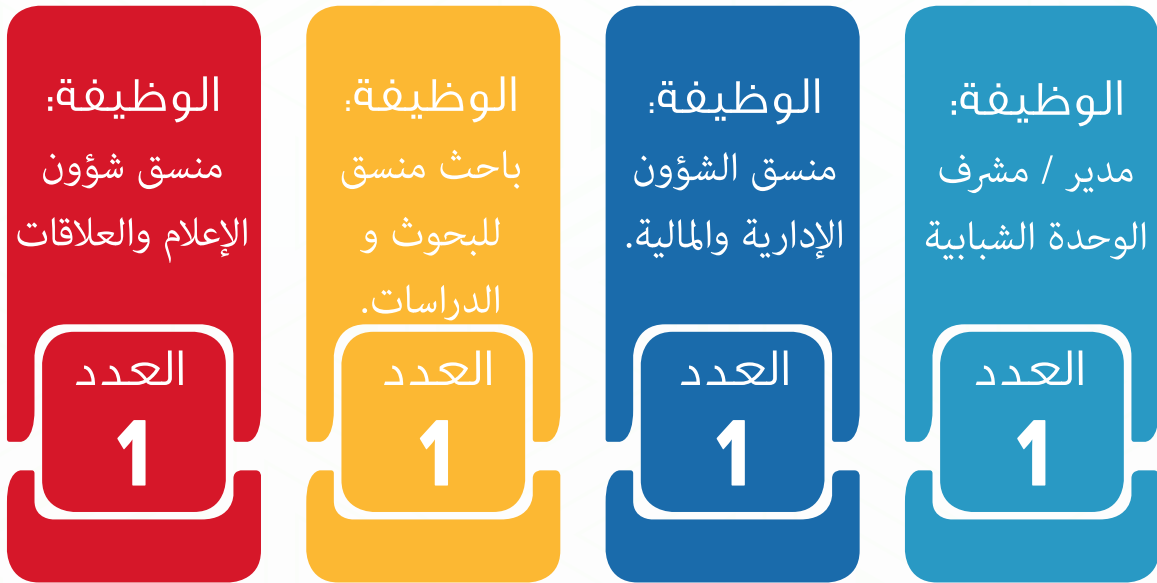 الوظيفة:
مدير / مشرف
الوحدة الشبابية
العدد
1
الوظيفة:
منسق الشؤون
الإدارية والمالية.
العدد
1
الوظيفة:
باحث منسق
للبحوث و
الدراسات.
العدد
1
الوظيفة:
منسق شؤون
الإعلام والعلاقات
العدد
1